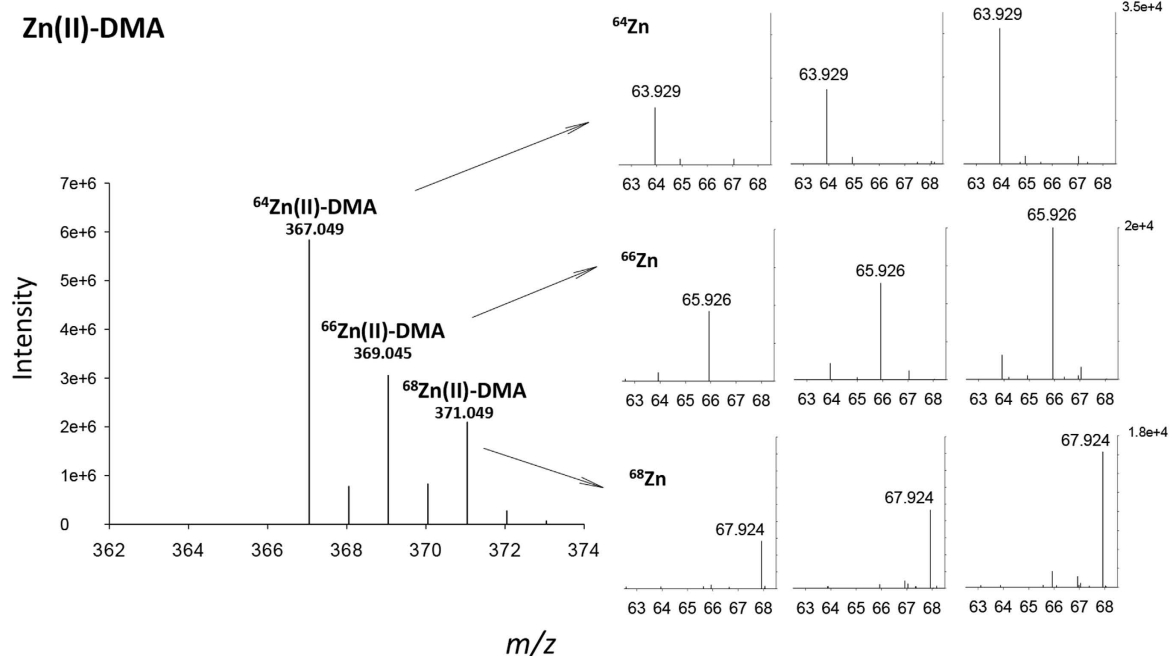 Zn(II)-DMA
⁶⁴Zn
3.5e+4
63.929
63.929
63.929
63 64 65 66 67 68
63 64 65 66 67 68
63 64 65 66 67 68
⁶⁶Zn
2e+4
65.926
65.926
65.926
63 64 65 66 67 68
63 64 65 66 67 68
63 64 65 66 67 68
⁶⁸Zn
1.8e+4
67.924
67.924
67.924
63 64 65 66 67 68
63 64 65 66 67 68
63 64 65 66 67 68
Intensity
7e+6
6e+6
5e+6
4e+6
3e+6
2e+6
1e+6
0
⁶⁴Zn(II)-DMA
367.049
⁶⁶Zn(II)-DMA
369.045
⁶⁸Zn(II)-DMA
371.049
362 364 366 368 370 372 374
m/z